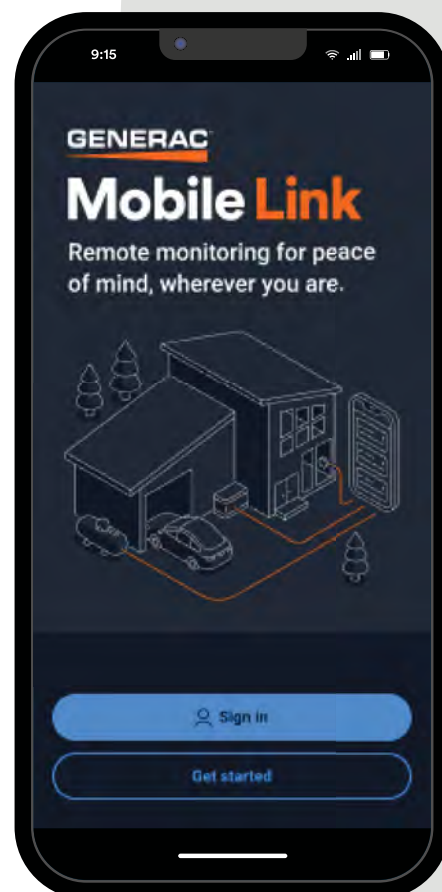 9:15
GENERAC
Mobile Link
Remote monitoring for peace
of mind, wherever you are.
Sign in
Get started